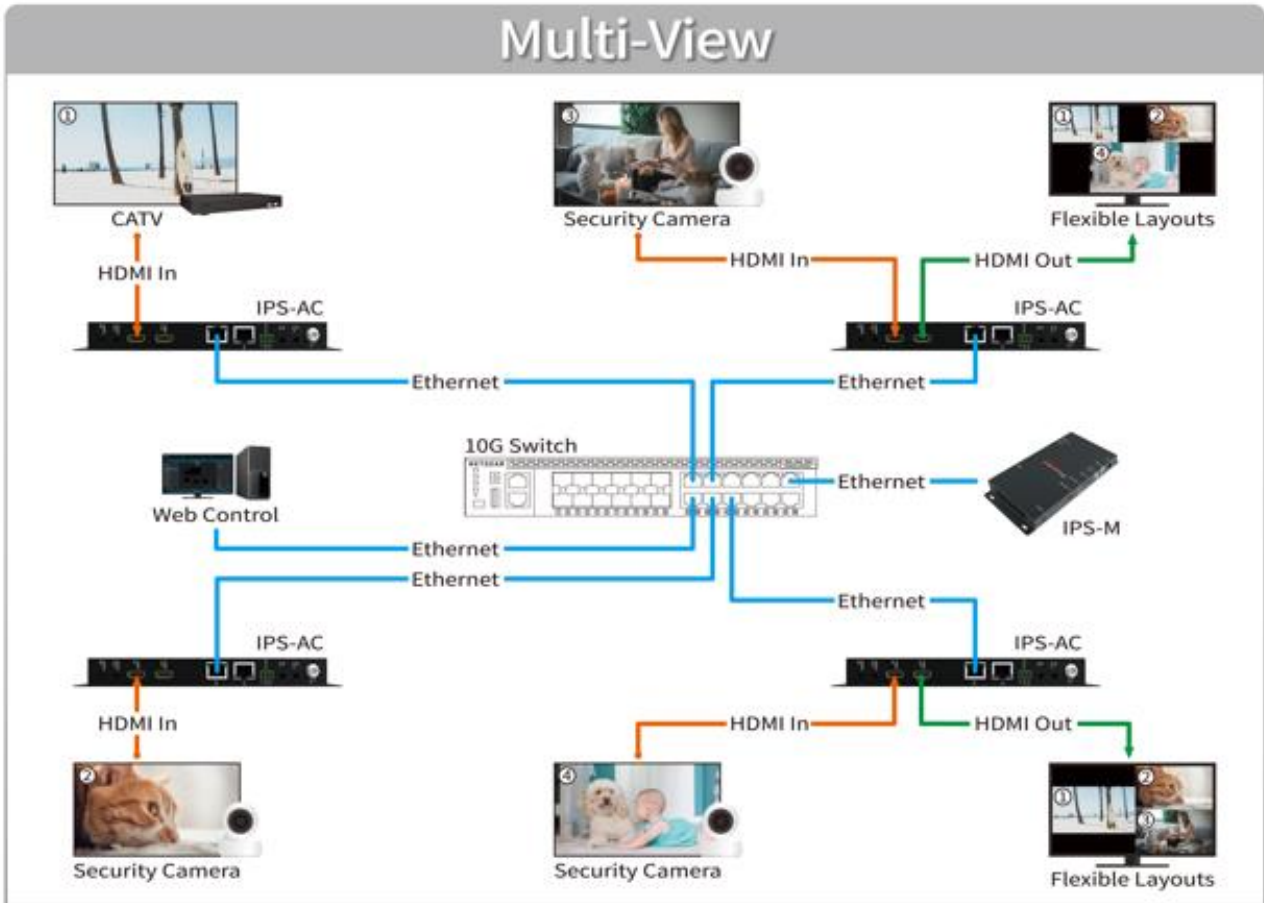 Multi-View
①
③
①
②
④
CATV
Security Camera
Flexible Layouts
HDMI In
HDMI In
HDMI Out
IPS-AC
IPS-AC
Ethernet
Ethernet
10G Switch
NETGEAR
Ethernet
Web Control
IPS-M
Ethernet
Ethernet
Ethernet
IPS-AC
IPS-AC
HDMI In
HDMI In
HDMI Out
②
④
①
②
③
Security Camera
Security Camera
Flexible Layouts